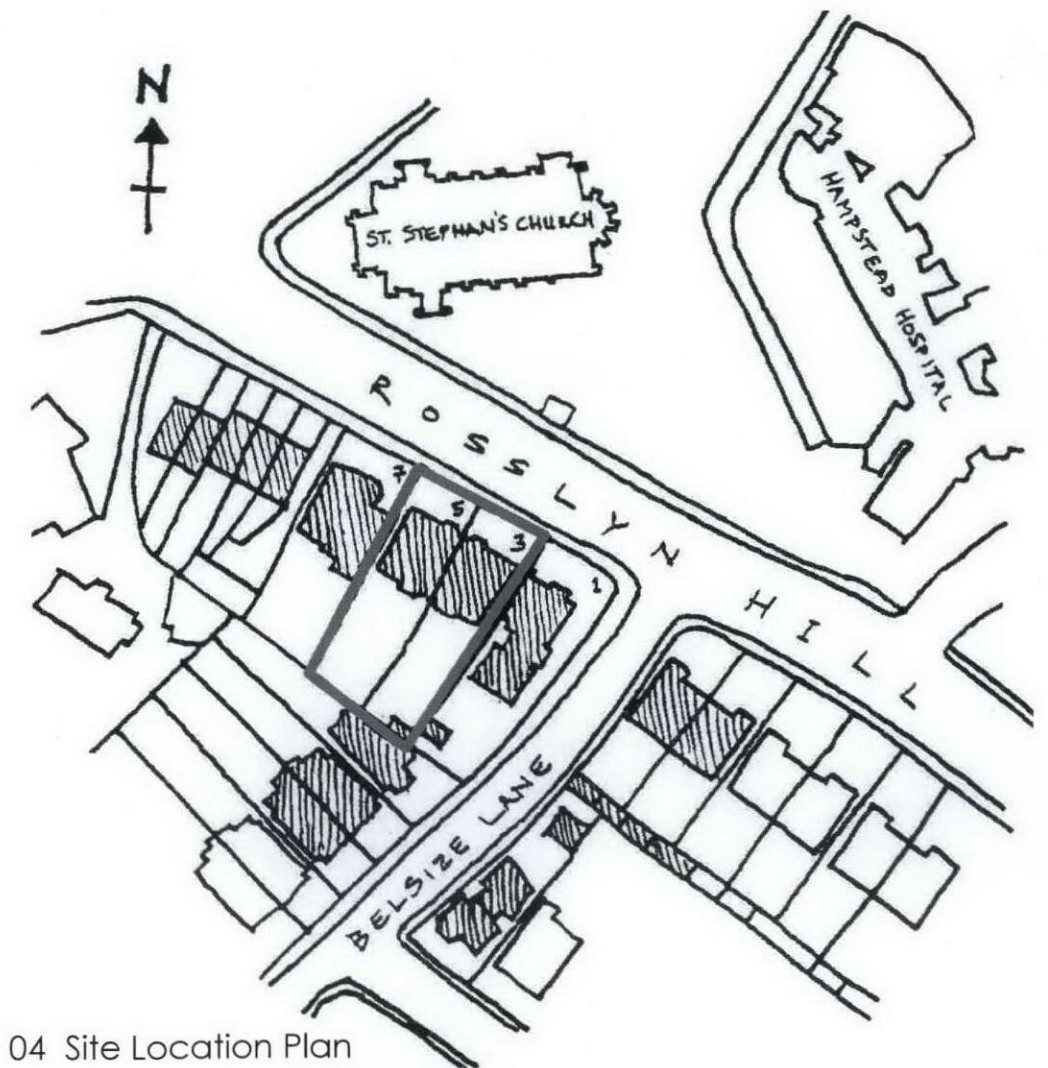 N
ST. STEPHAN'S CHURCH
HAMPSTEAD HOSPITAL
ROSSLYN HILL
7
5
3
1
BELSIZE LANE
04 Site Location Plan